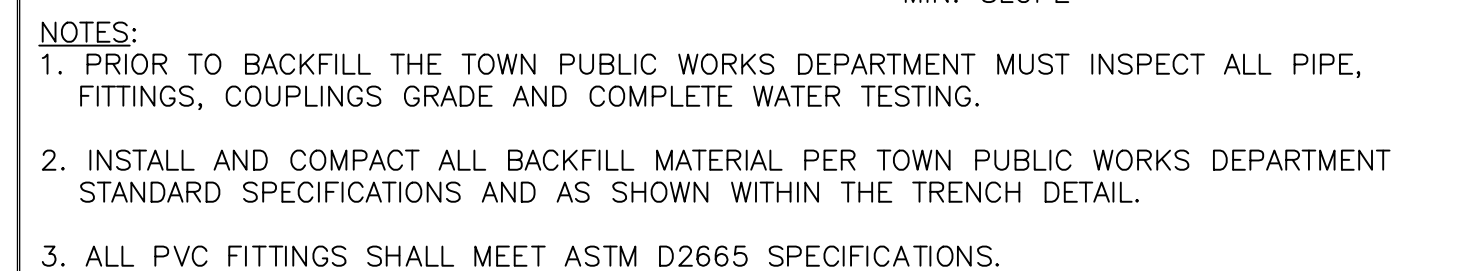 MIN. SLOPE
NOTES:
1. PRIOR TO BACKFILL THE TOWN PUBLIC WORKS DEPARTMENT MUST INSPECT ALL PIPE,
FITTINGS, COUPLINGS GRADE AND COMPLETE WATER TESTING.
2. INSTALL AND COMPACT ALL BACKFILL MATERIAL PER TOWN PUBLIC WORKS DEPARTMENT
STANDARD SPECIFICATIONS AND AS SHOWN WITHIN THE TRENCH DETAIL.
3. ALL PVC FITTINGS SHALL MEET ASTM D2665 SPECIFICATIONS.